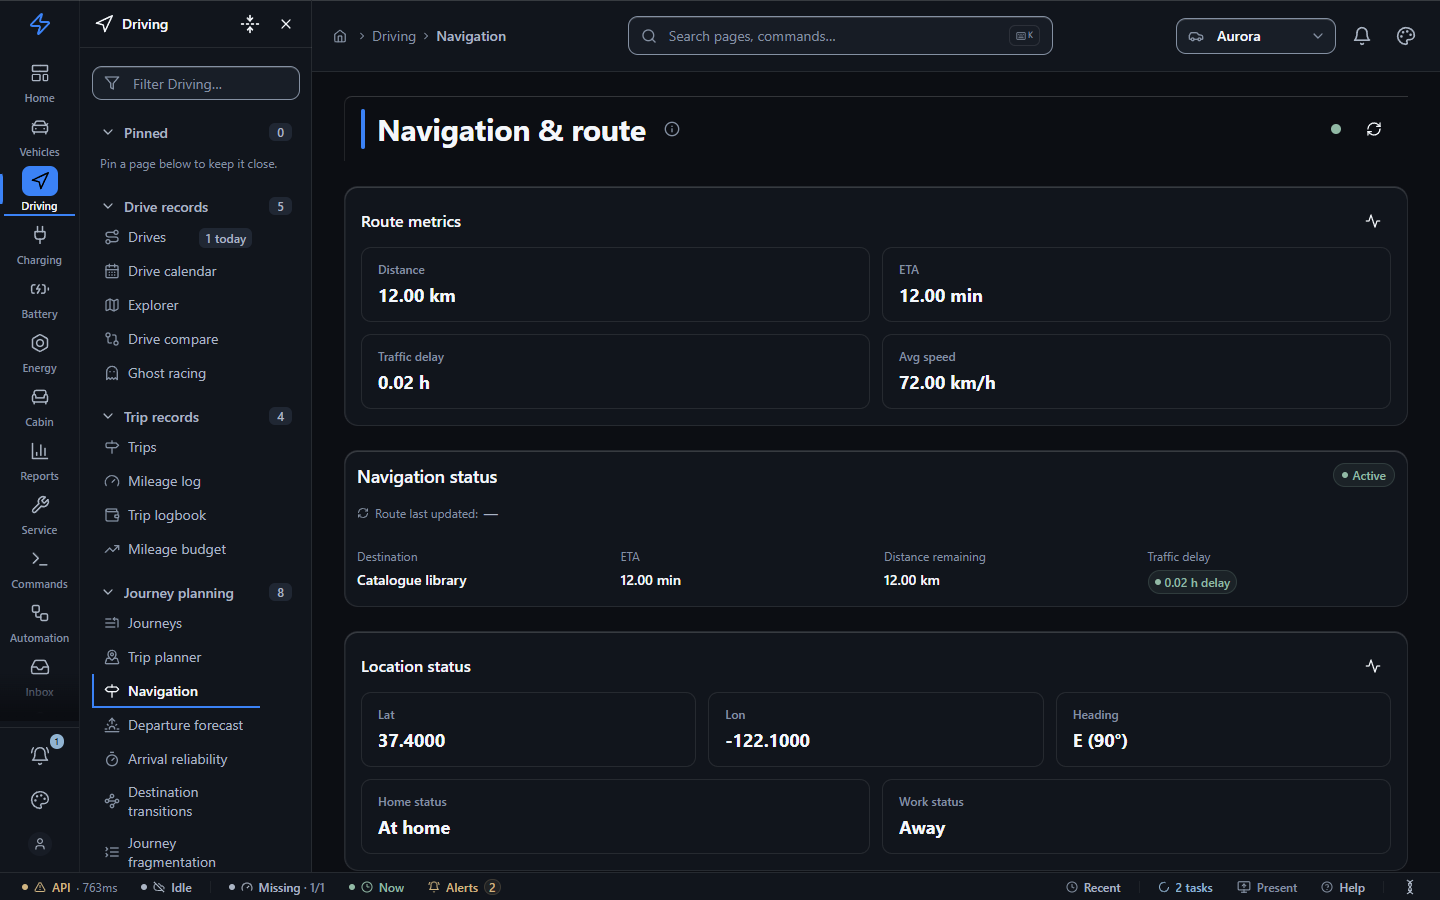 Home
Vehicles
Driving
Charging
Battery
Energy
Cabin
Reports
Service
Commands
Automation
Inbox
1
Driving
Filter Driving...
Pinned 0
Pin a page below to keep it close.
Drive records 5
Drives 1 today
Drive calendar
Explorer
Drive compare
Ghost racing
Trip records 4
Trips
Mileage log
Trip logbook
Mileage budget
Journey planning 8
Journeys
Trip planner
Navigation
Departure forecast
Arrival reliability
Destination
transitions
Journey
fragmentation
Driving Navigation
Search pages, commands... K
Aurora
Navigation & route
Route metrics
Distance
12.00 km
ETA
12.00 min
Traffic delay
0.02 h
Avg speed
72.00 km/h
Navigation status
Active
Route last updated: —
Destination
Catalogue library
ETA
12.00 min
Distance remaining
12.00 km
Traffic delay
0.02 h delay
Location status
Lat
37.4000
Lon
-122.1000
Heading
E (90°)
Home status
At home
Work status
Away
API · 763ms
Idle
Missing · 1/1
Now
Alerts 2
Recent
2 tasks
Present
Help